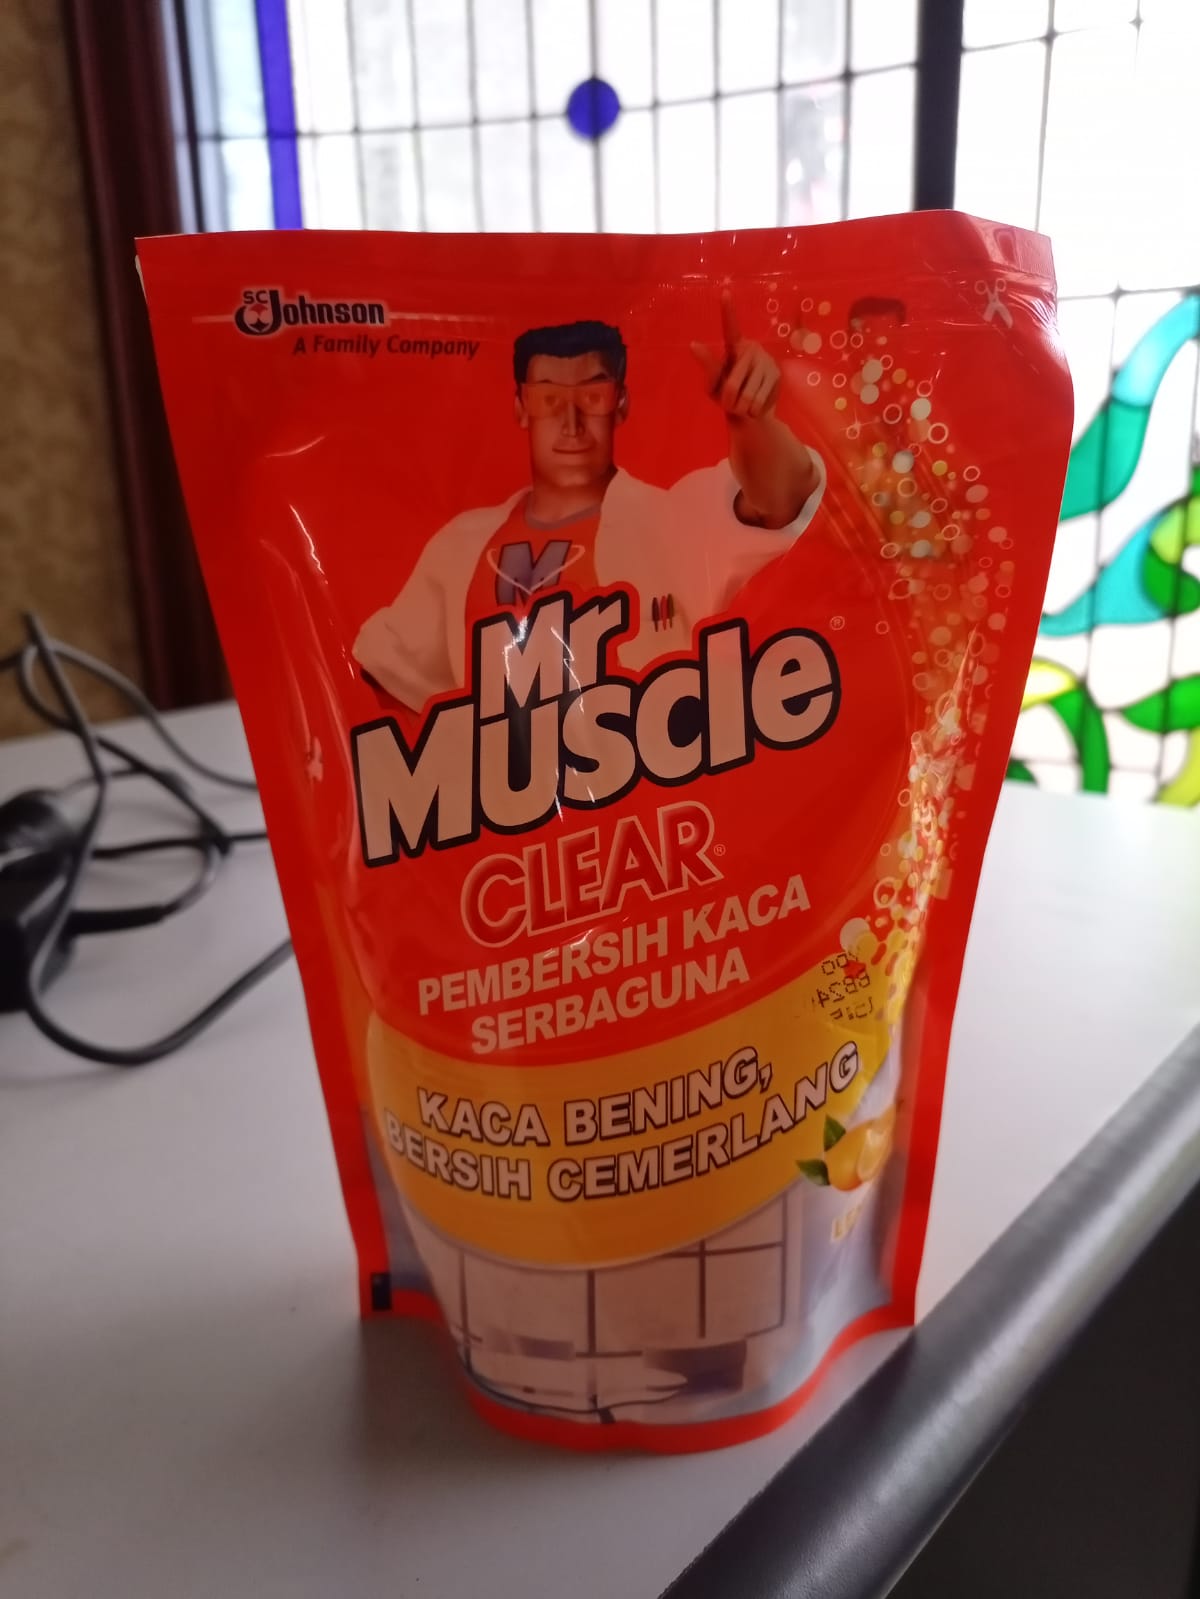 SC Johnson
A Family Company
M
Mr
Muscle®
CLEAR®
PEMBERSIH KACA
SERBAGUNA
KACA BENING,
BERSIH CEMERLANG